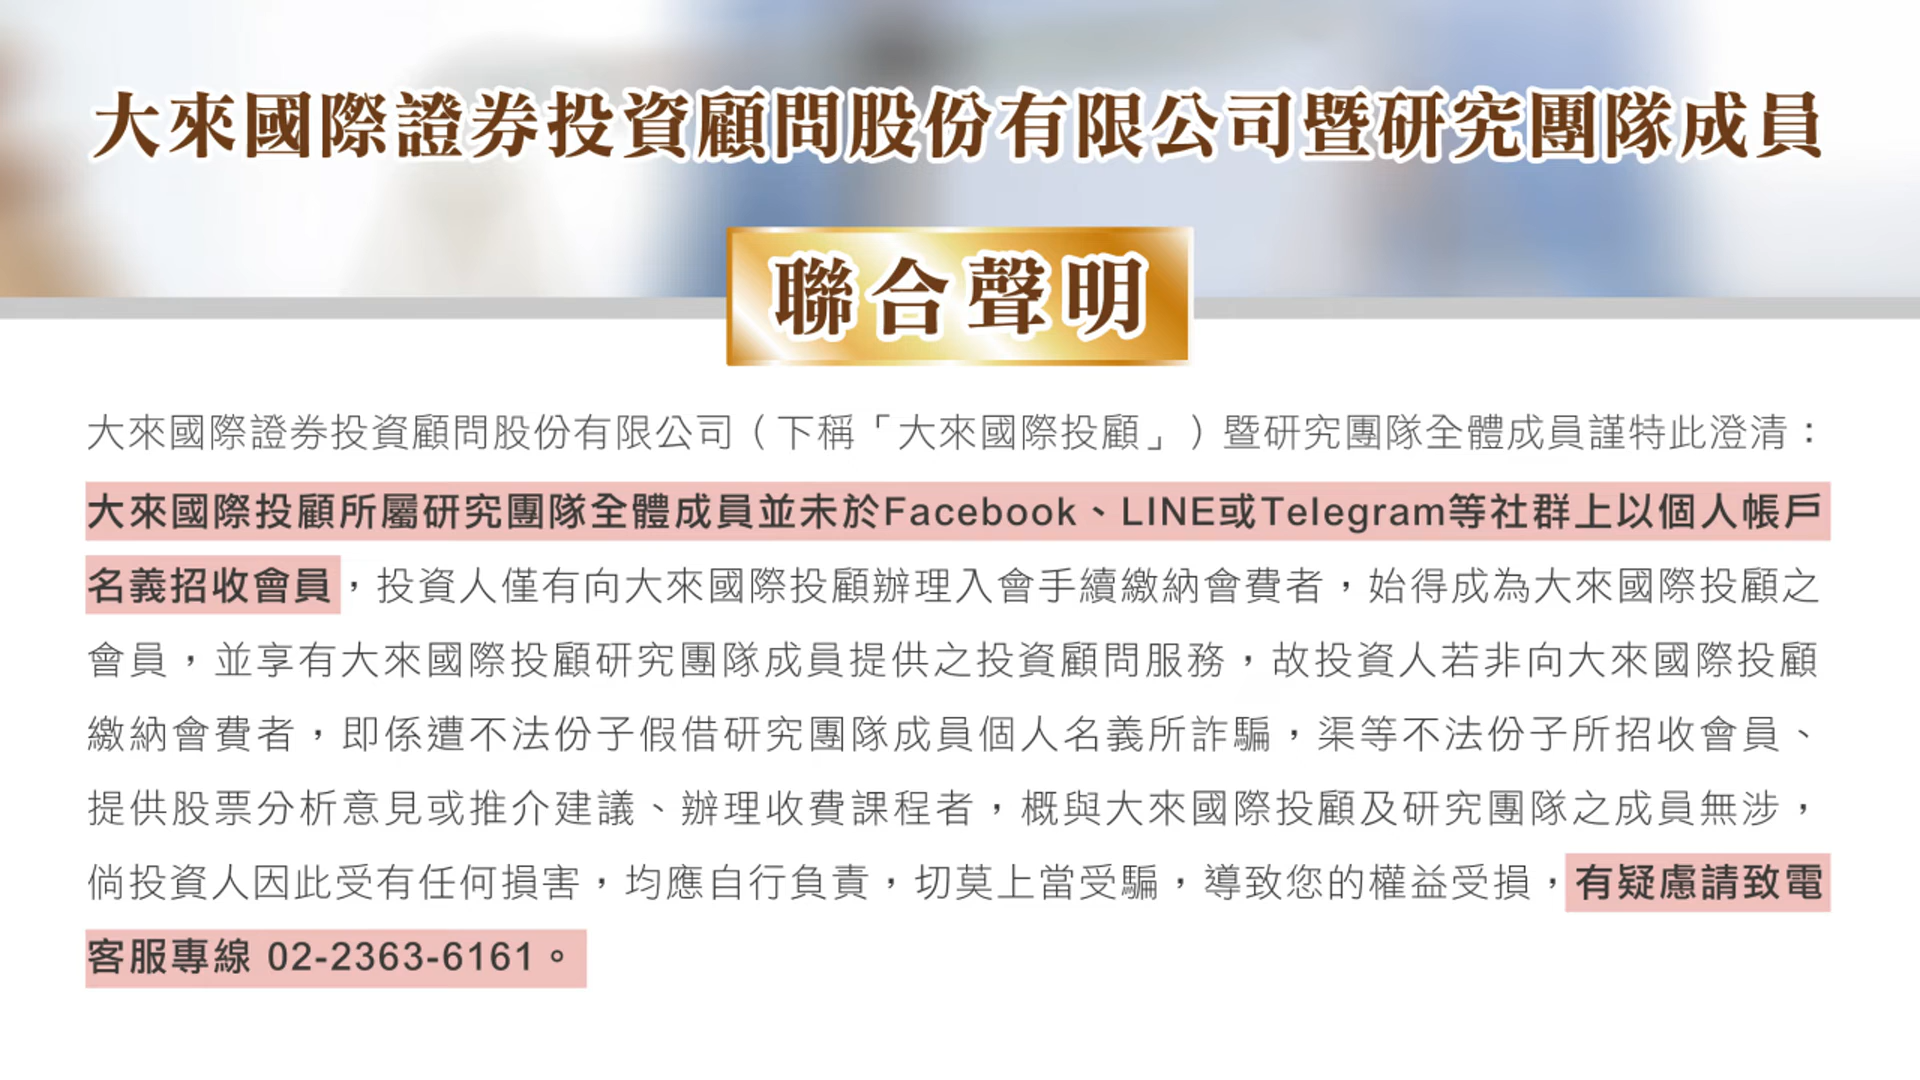 大來國際證券投資顧問股份有限公司暨研究團隊成員
聯合聲明
大來國際證券投資顧問股份有限公司（下稱「大來國際投顧」）暨研究團隊全體成員謹特此澄清：
大來國際投顧所屬研究團隊全體成員並未於Facebook、LINE或Telegram等社群上以個人帳戶
名義招收會員，投資人僅有向大來國際投顧辦理入會手續繳納會費者，始得成為大來國際投顧之
會員，並享有大來國際投顧研究團隊成員提供之投資顧問服務，故投資人若非向大來國際投顧
繳納會費者，即係遭不法份子假借研究團隊成員個人名義所詐騙，渠等不法份子所招收會員、
提供股票分析意見或推介建議、辦理收費課程者，概與大來國際投顧及研究團隊之成員無涉，
倘投資人因此受有任何損害，均應自行負責，切莫上當受騙，導致您的權益受損，有疑慮請致電
客服專線 02-2363-6161。